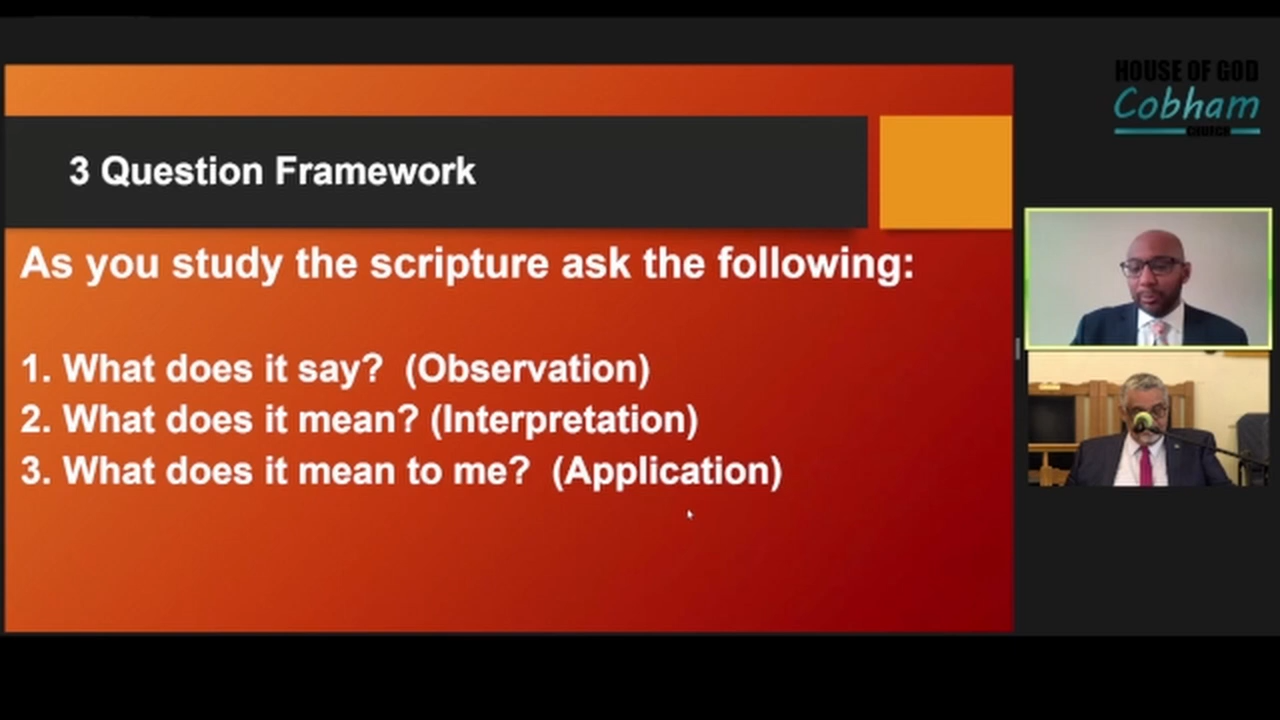 HOUSE OF GOD
Cobham
CHURCH
3 Question Framework
As you study the scripture ask the following:
1. What does it say? (Observation)
2. What does it mean? (Interpretation)
3. What does it mean to me? (Application)